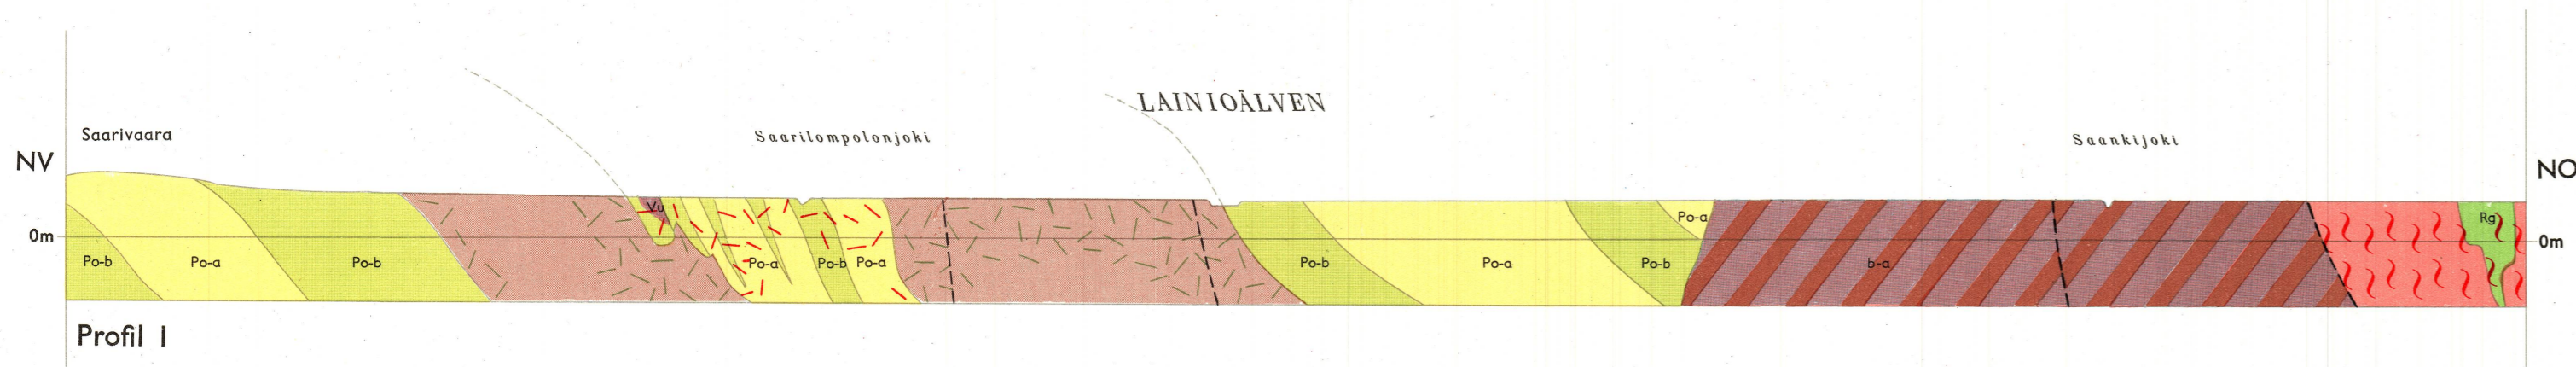 LAINIOÄLVEN
Saarivaara
Saarilompolonjoki
Saankijoki
NV
NO
Vu
Po-a
Rg
0m
0m
Po-b
Po-a
Po-b
Po-a
Po-b
Po-a
Po-b
Po-a
Po-b
b-a
Profil 1